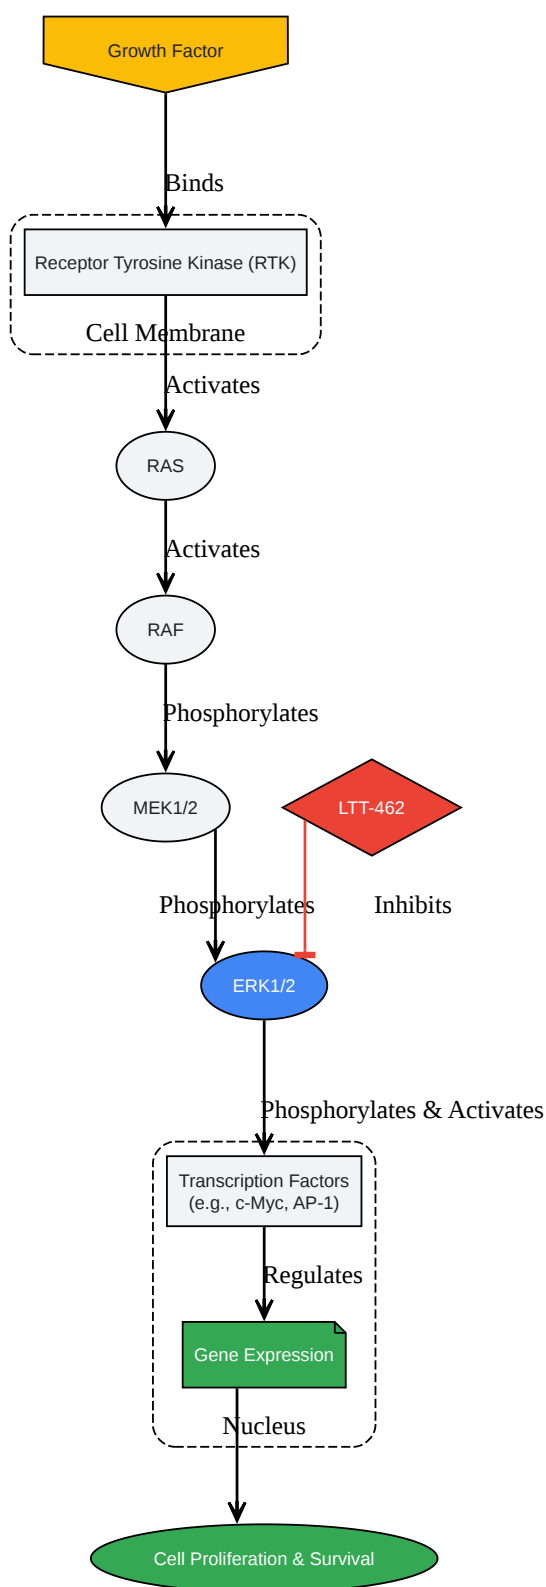 Growth Factor
Binds
Receptor Tyrosine Kinase (RTK)
Cell Membrane
Activates
RAS
Activates
RAF
Phosphorylates
MEK1/2
LTT-462
Phosphorylates
Inhibits
ERK1/2
Phosphorylates & Activates
Transcription Factors
(e.g., c-Myc, AP-1)
Regulates
Gene Expression
Nucleus
Cell Proliferation & Survival